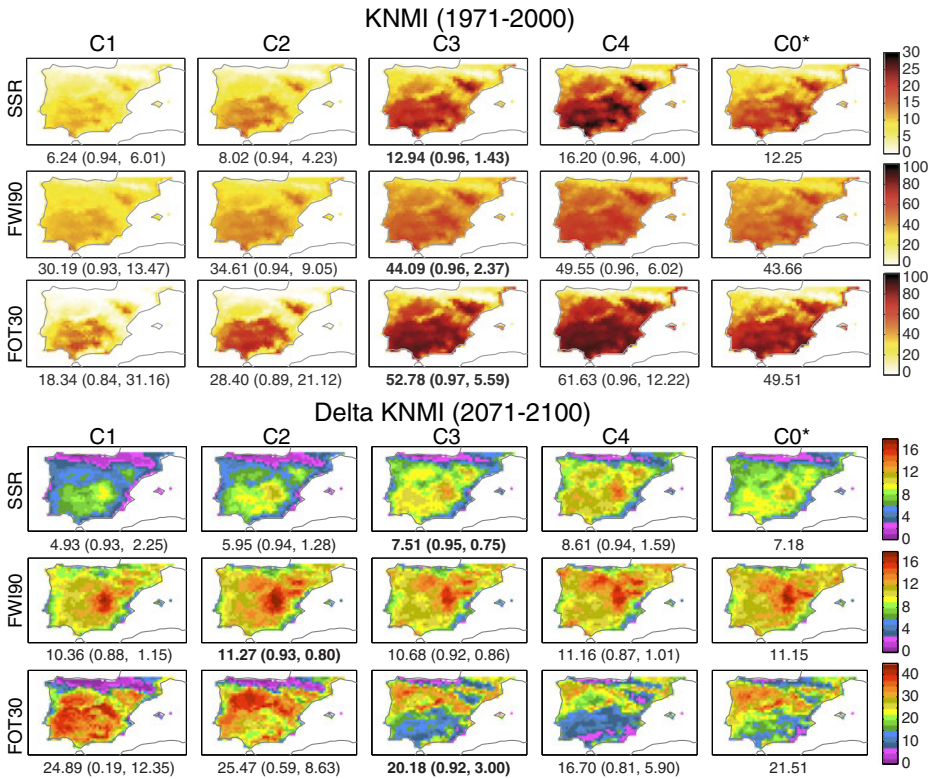 KNMI (1971-2000)
C1 C2 C3 C4 C0*
SSR
30
25
20
15
10
5
0
6.24 (0.94, 6.01) 8.02 (0.94, 4.23) 12.94 (0.96, 1.43) 16.20 (0.96, 4.00) 12.25
FWI90
100
80
60
40
20
0
30.19 (0.93, 13.47) 34.61 (0.94, 9.05) 44.09 (0.96, 2.37) 49.55 (0.96, 6.02) 43.66
FOT30
100
80
60
40
20
0
18.34 (0.84, 31.16) 28.40 (0.89, 21.12) 52.78 (0.97, 5.59) 61.63 (0.96, 12.22) 49.51
Delta KNMI (2071-2100)
C1 C2 C3 C4 C0*
SSR
16
12
8
4
0
4.93 (0.93, 2.25) 5.95 (0.94, 1.28) 7.51 (0.95, 0.75) 8.61 (0.94, 1.59) 7.18
FWI90
16
12
8
4
0
10.36 (0.88, 1.15) 11.27 (0.93, 0.80) 10.68 (0.92, 0.86) 11.16 (0.87, 1.01) 11.15
FOT30
40
30
20
10
0
24.89 (0.19, 12.35) 25.47 (0.59, 8.63) 20.18 (0.92, 3.00) 16.70 (0.81, 5.90) 21.51